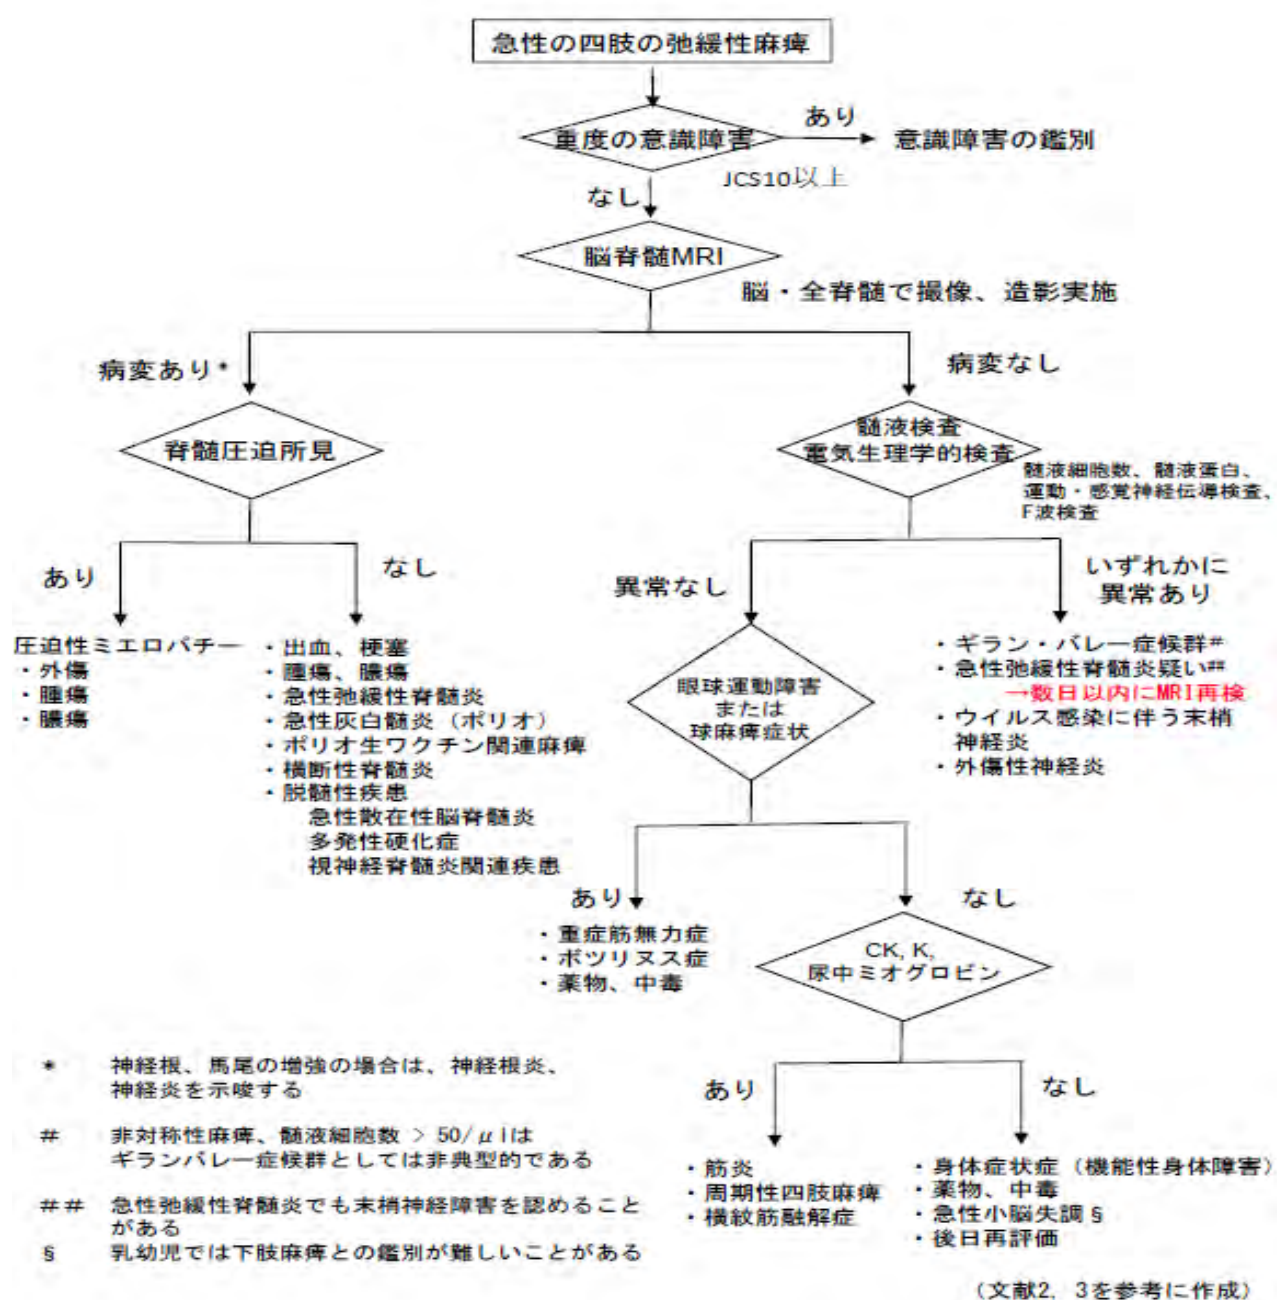 急性の四肢の弛緩性麻痺
重度の意識障害
あり
意識障害の鑑別
JCS10以上
なし
脳脊髄MRI
脳・全脊髄で撮像、造影実施
病変あり*
病変なし
脊髄圧迫所見
髄液検査
電気生理学的検査
髄液細胞数、髄液蛋白、
運動・感覚神経伝導検査、
F波検査
あり
なし
異常なし
いずれかに
異常あり
圧迫性ミエロパチー
・外傷
・腫瘍
・膿瘍
・出血、梗塞
・腫瘍、膿瘍
・急性弛緩性脊髄炎
・急性灰白髄炎（ポリオ）
・ポリオ生ワクチン関連麻痺
・横断性脊髄炎
・脱髄性疾患
急性散在性脳脊髄炎
多発性硬化症
視神経脊髄炎関連疾患
眼球運動障害
または
球麻痺症状
・ギラン・バレー症候群#
・急性弛緩性脊髄炎疑い##
→数日以内にMRI再検
・ウイルス感染に伴う末梢
神経炎
・外傷性神経炎
あり
なし
・重症筋無力症
・ボツリヌス症
・薬物、中毒
CK, K,
尿中ミオグロビン
あり
なし
・筋炎
・周期性四肢麻痺
・横紋筋融解症
・身体症状症（機能性身体障害）
・薬物、中毒
・急性小脳失調§
・後日再評価
* 神経根、馬尾の増強の場合は、神経根炎、
神経炎を示唆する
# 非対称性麻痺、髄液細胞数 > 50/μlは
ギランバレー症候群としては非典型的である
## 急性弛緩性脊髄炎でも末梢神経障害を認めること
がある
§ 乳幼児では下肢麻痺との鑑別が難しいことがある
（文献2, 3を参考に作成）